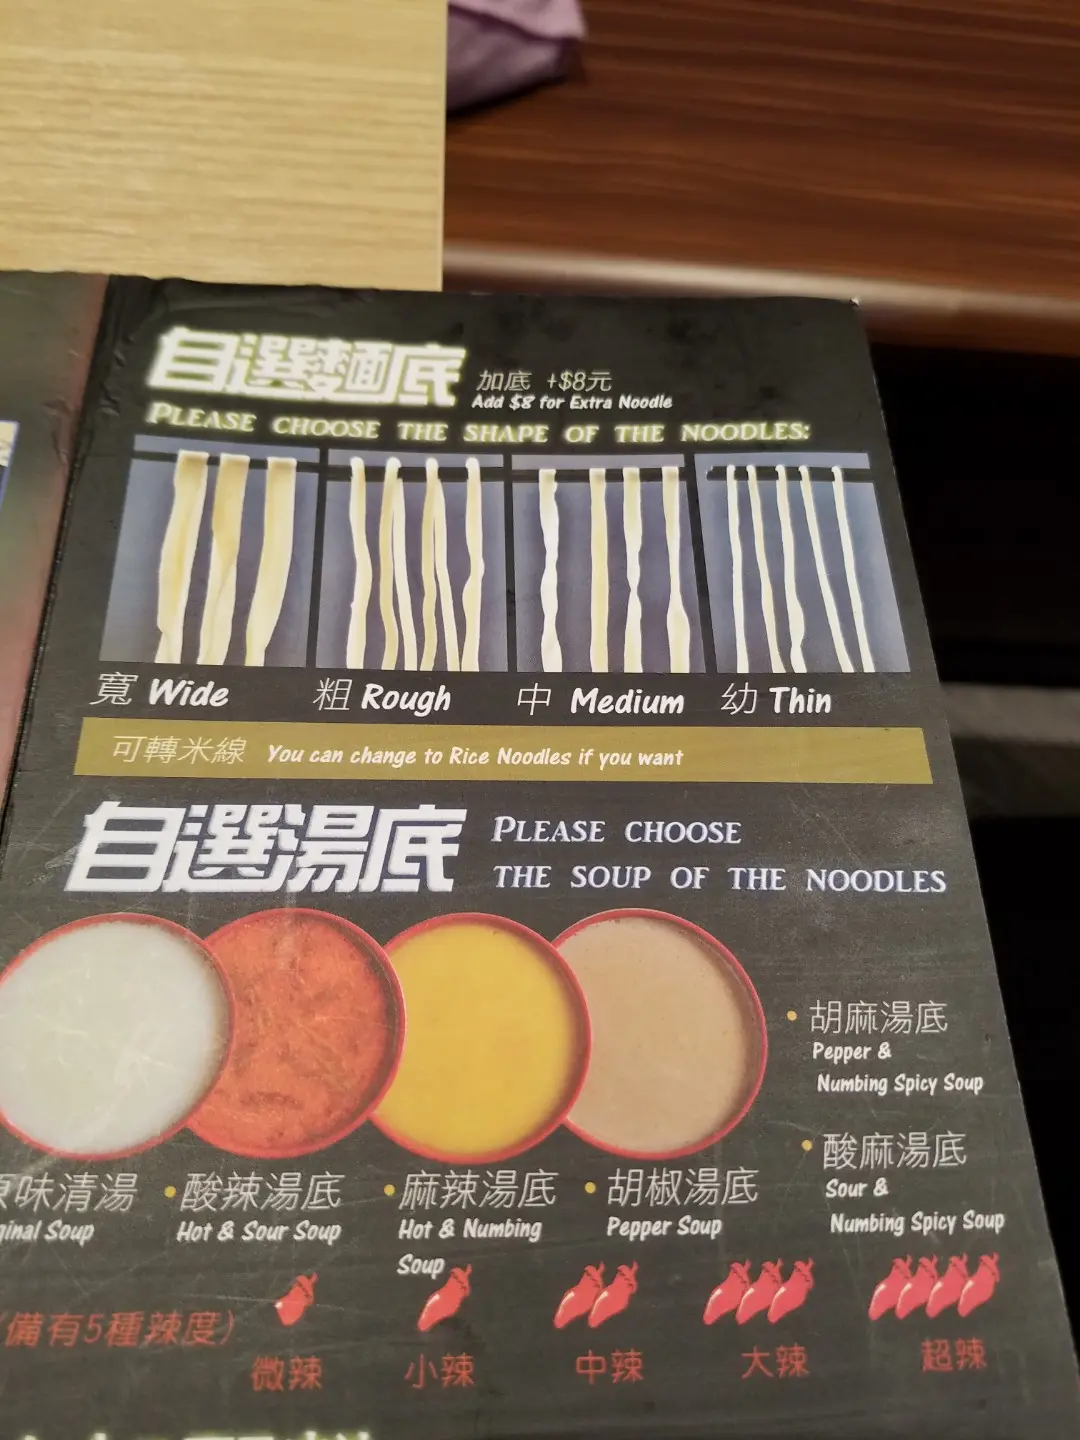 自選麵底
加底 +$8元
Add $8 for Extra Noodle
PLEASE CHOOSE THE SHAPE OF THE NOODLES:
寬 Wide
粗 Rough
中 Medium
幼 Thin
可轉米線 You can change to Rice Noodles if you want
自選湯底
PLEASE CHOOSE
THE SOUP OF THE NOODLES
味清湯
ginal Soup
• 酸辣湯底
Hot & Sour Soup
• 麻辣湯底
Hot & Numbing
Soup
• 胡椒湯底
Pepper Soup
• 胡麻湯底
Pepper &
Numbing Spicy Soup
• 酸麻湯底
Sour &
Numbing Spicy Soup
(備有5種辣度)
微辣
小辣
中辣
大辣
超辣